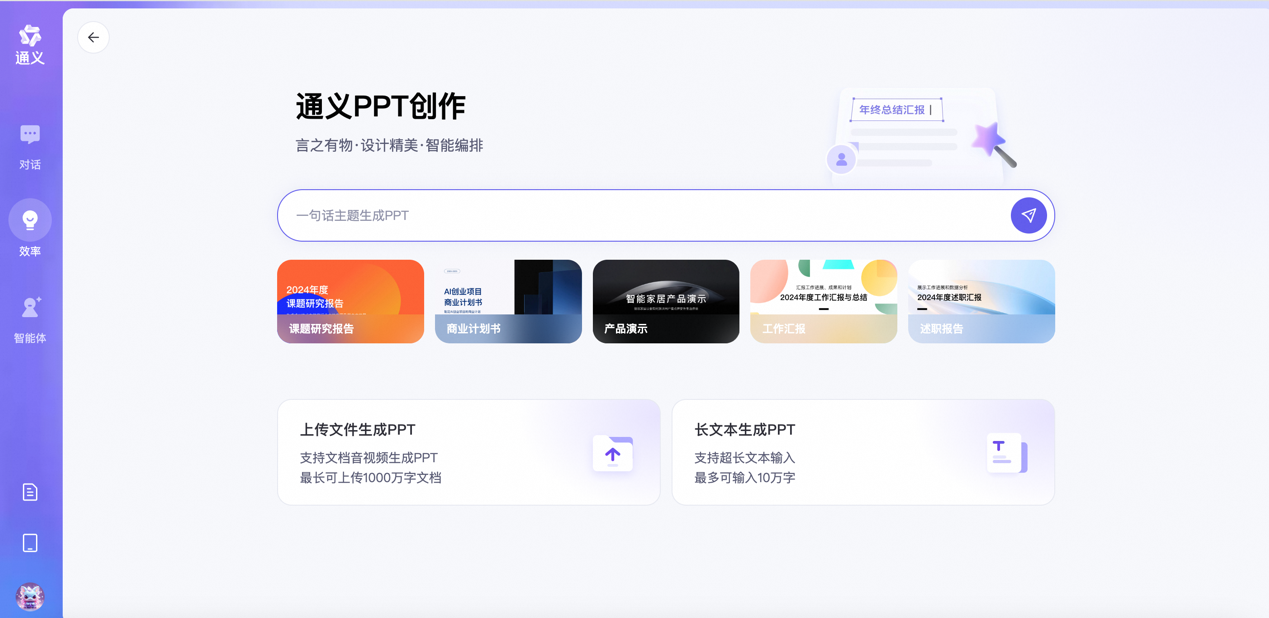 通义
对话
效率
智能体
通义PPT创作
言之有物·设计精美·智能编排
年终总结汇报
一句话主题生成PPT
2024年度
课题研究报告
课题研究报告
AI创业项目
商业计划书
商业计划书
智能家居产品演示
产品演示
汇报工作进展、成果和计划
2024年度工作汇报与总结
工作汇报
展示工作进展和数据分析
2024年度述职汇报
述职报告
上传文件生成PPT
支持文档音视频生成PPT
最长可上传1000万字文档
长文本生成PPT
支持超长文本输入
最多可输入10万字
T